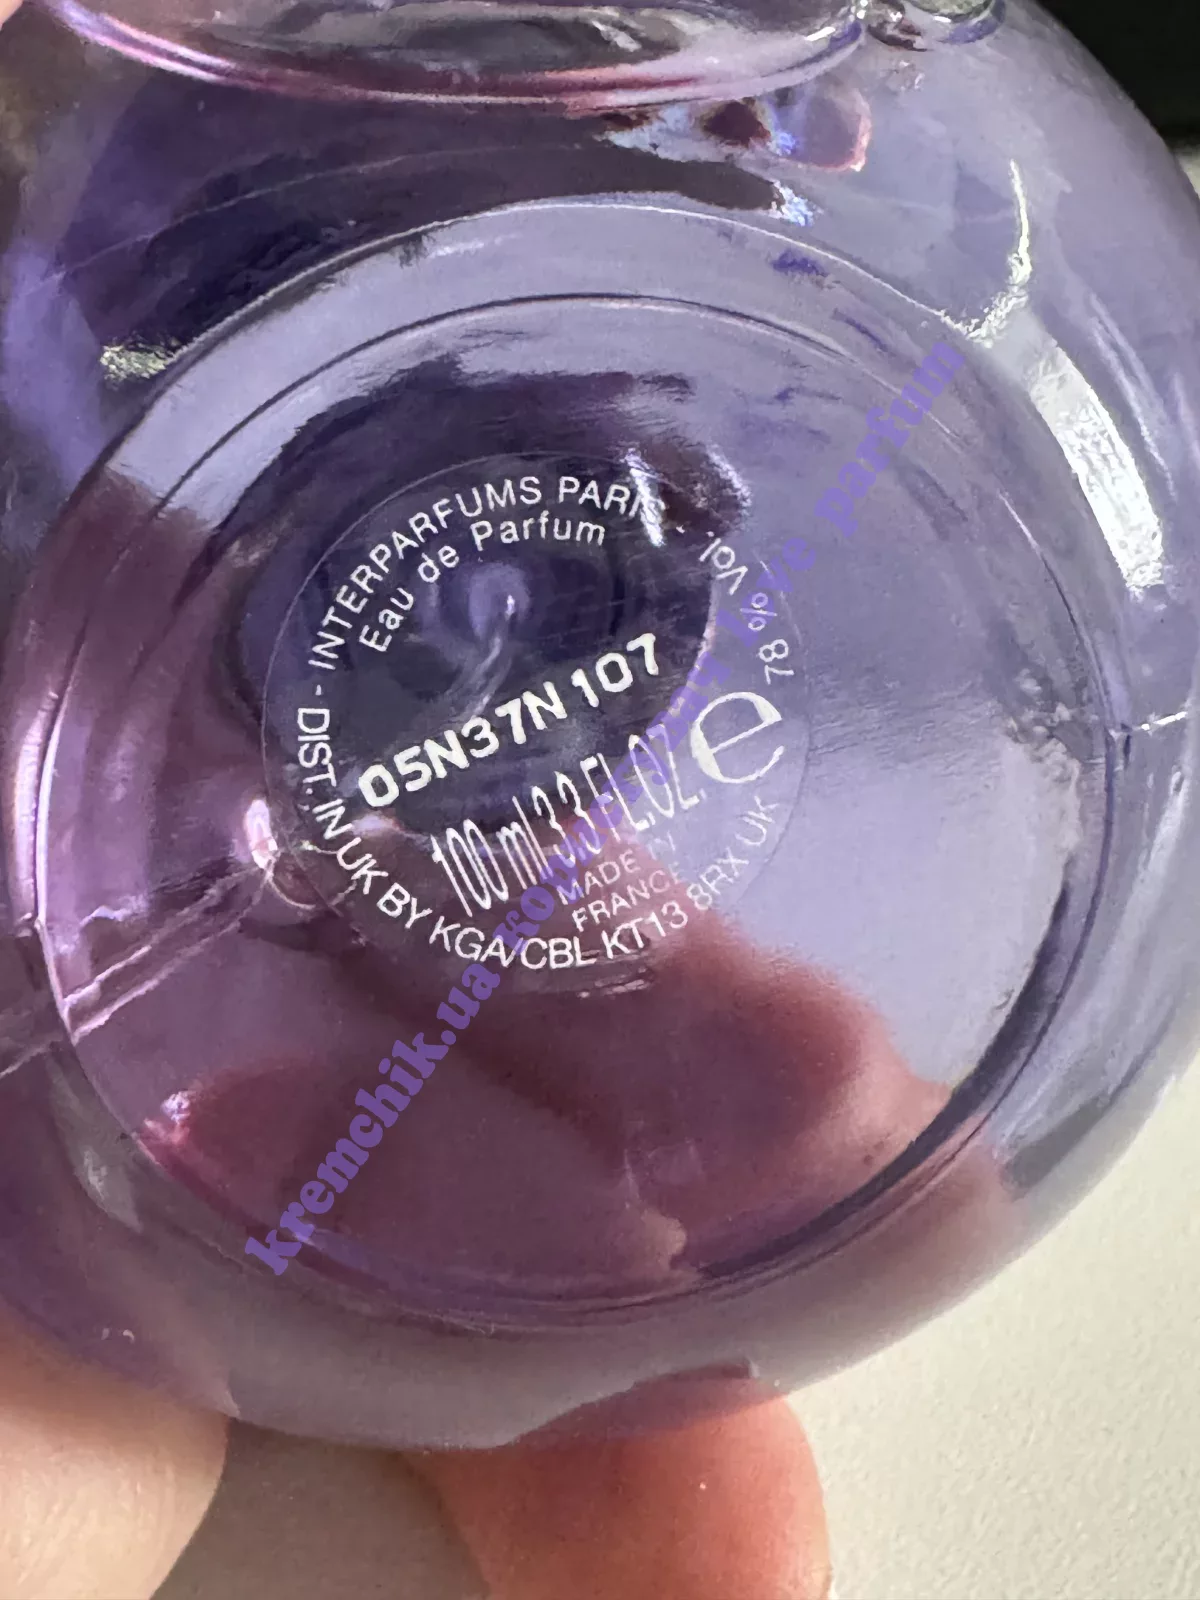 INTERPARFUMS PARIS - DIST. IN UK BY KGA/CBL KT13 8RX UK
Eau de Parfum
78 % Vol.
05N37N 107
100 ml 3.3 FL.OZ. e
MADE IN
FRANCE
kremchik.ua love parfum